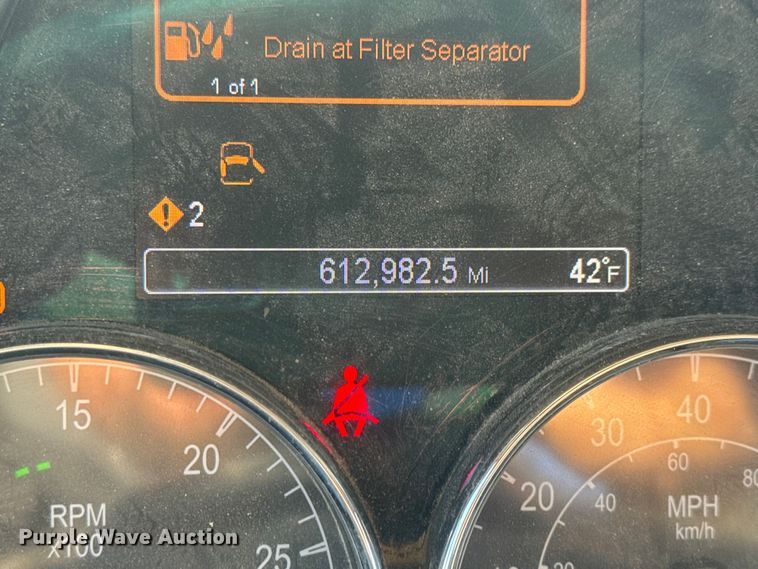 Drain at Filter Separator
1 of 1
! 2
612,982.5 Mi 42°F
15
20
25
RPM
x100
40
30
20
60
40
80
20
MPH
km/h
Purple Wave Auction